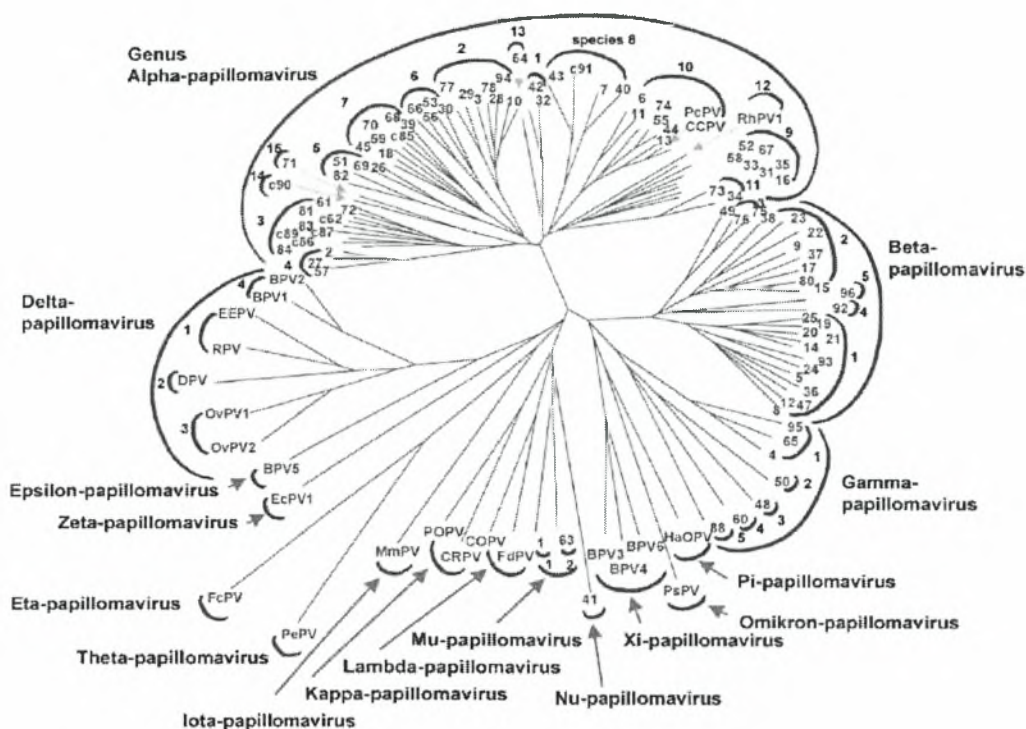 Genus
Alpha-papillomavirus
13
64
2
1
species 8
94
42 43 c91
6 77 78
29 3 28 10 32
7 40
10
6
11
74
55
44
13
PcPV
CCPV
12
RhPV1
7
53
66 56 30
70 68
39
59 c85
45 18
5
51 69 26
82
15
71
14
c90
9
52 67
58 33 35
31 16
73 11
34
3
61
81 72
83 c62
c89 c87
84 c86
2
4 27 57
49 76 75 38 23
22 2
9 37
17
80 15
5
96
92 4
Beta-
papillomavirus
Delta-
papillomavirus
4 BPV2
BPV1
1 EEPV
RPV
2 DPV
3 OvPV1
OvPV2
25 19
20 21
14
93
24
5
36
12 47
8
1
95
65
4 1
50 2
48 3
60 4
88 5
Gamma-
papillomavirus
BPV5
Epsilon-papillomavirus
EcPV1
Zeta-papillomavirus
FcPV
Eta-papillomavirus
PePV
Theta-papillomavirus
MmPV
Iota-papillomavirus
POPV
CRPV
Kappa-papillomavirus
COPV
FdPV
Lambda-papillomavirus
1 63
1 2
Mu-papillomavirus
41
Nu-papillomavirus
BPV3
BPV4
BPV5
Xi-papillomavirus
PsPV
Omikron-papillomavirus
HaOPV
Pi-papillomavirus